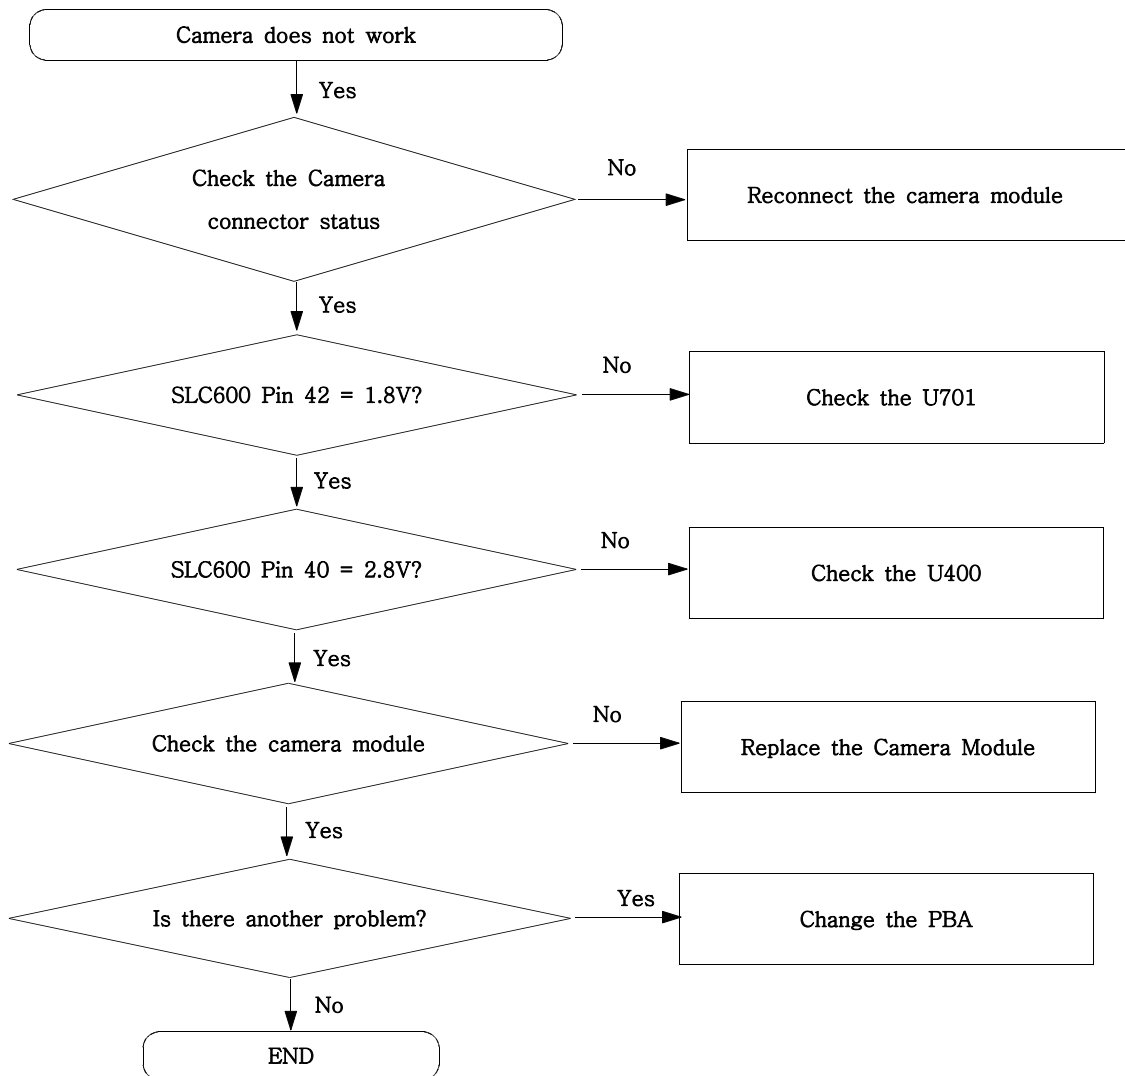 Camera does not work
Yes
Check the Camera
connector status
No
Reconnect the camera module
Yes
SLC600 Pin 42 = 1.8V?
No
Check the U701
Yes
SLC600 Pin 40 = 2.8V?
No
Check the U400
Yes
Check the camera module
No
Replace the Camera Module
Yes
Is there another problem?
Yes
Change the PBA
No
END